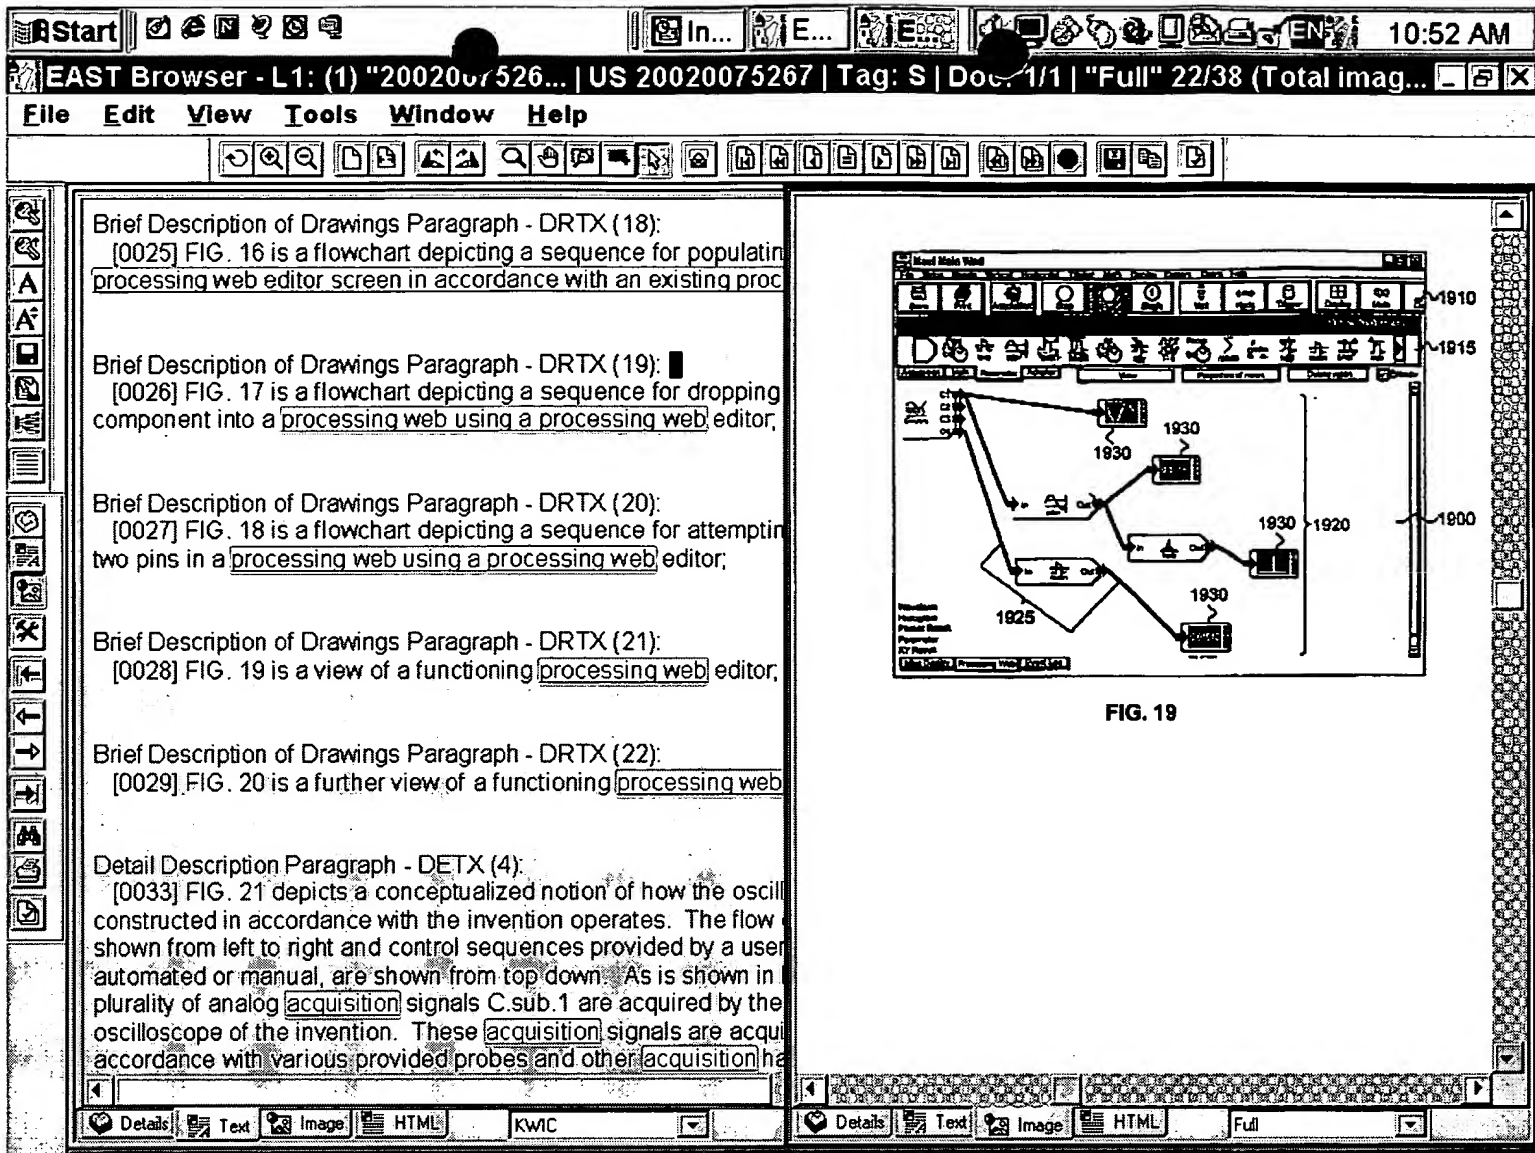 Start
In...
E...
E...
EN
10:52 AM
EAST Browser - L1: (1) "20020075526... | US 20020075267 | Tag: S | Doc: 1/1 | "Full" 22/38 (Total imag...
File Edit View Tools Window Help
Brief Description of Drawings Paragraph - DRTX (18):
[0025] FIG. 16 is a flowchart depicting a sequence for populatin
processing web editor screen in accordance with an existing proc
Brief Description of Drawings Paragraph - DRTX (19):
[0026] FIG. 17 is a flowchart depicting a sequence for dropping
component into a processing web using a processing web editor;
Brief Description of Drawings Paragraph - DRTX (20):
[0027] FIG. 18 is a flowchart depicting a sequence for attemptin
two pins in a processing web using a processing web editor;
Brief Description of Drawings Paragraph - DRTX (21):
[0028] FIG. 19 is a view of a functioning processing web editor;
Brief Description of Drawings Paragraph - DRTX (22):
[0029] FIG. 20 is a further view of a functioning processing web
Detail Description Paragraph - DETX (4):
[0033] FIG. 21 depicts a conceptualized notion of how the oscill
constructed in accordance with the invention operates. The flow
shown from left to right and control sequences provided by a user
automated or manual, are shown from top down. As is shown in
plurality of analog acquisition signals C.sub.1 are acquired by the
oscilloscope of the invention. These acquisition signals are acqui
accordance with various provided probes and other acquisition ha
Details Text Image HTML KWIC
1910
1915
1930
1930
1930
1920
1900
1925
1930
In Out
In Out
In Out
FIG. 19
Details Text Image HTML Full